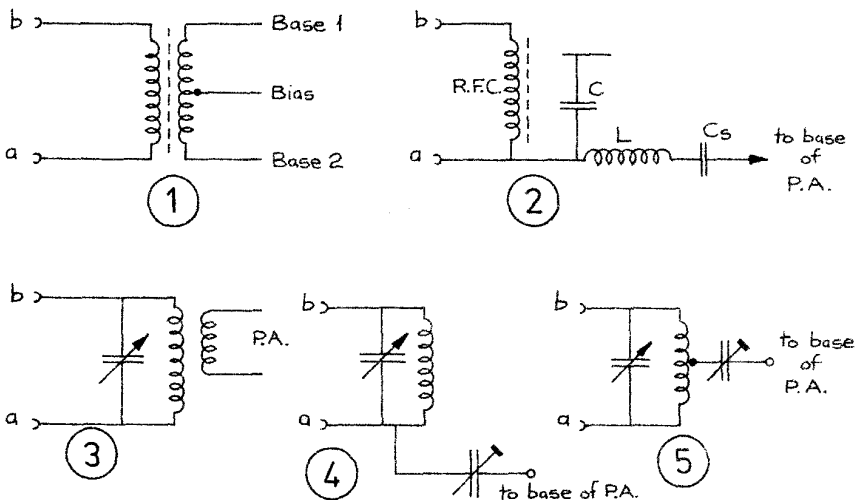 b
Base 1
Bias
a
Base 2
1
b
R.F.C.
C
L
Cs
a
to base
of
P.A.
2
b
P.A.
a
3
b
a
4
to base of P.A.
b
to base
of
P.A.
a
5